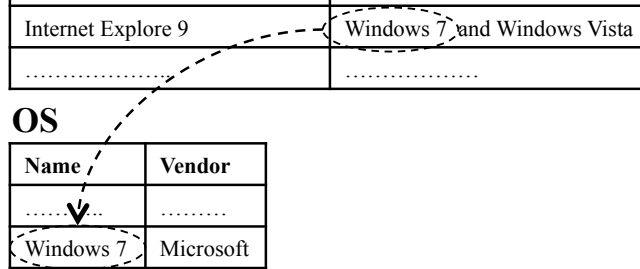 Internet Explore 9 Windows 7 and Windows Vista
………………… ………………
OS
Name Vendor
………… ………
Windows 7 Microsoft